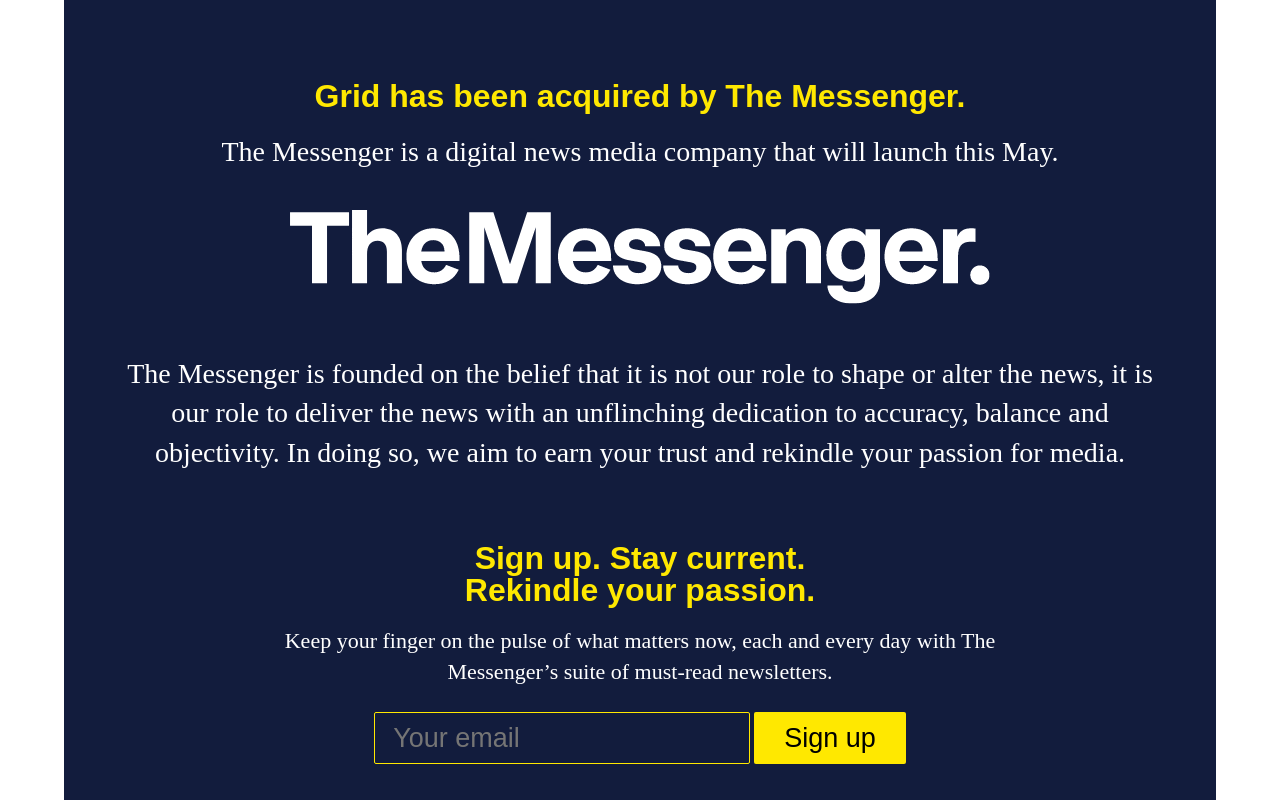 Grid has been acquired by The Messenger.
The Messenger is a digital news media company that will launch this May.
The Messenger.
The Messenger is founded on the belief that it is not our role to shape or alter the news, it is
our role to deliver the news with an unflinching dedication to accuracy, balance and
objectivity. In doing so, we aim to earn your trust and rekindle your passion for media.
Sign up. Stay current.
Rekindle your passion.
Keep your finger on the pulse of what matters now, each and every day with The
Messenger’s suite of must-read newsletters.
Your email
Sign up